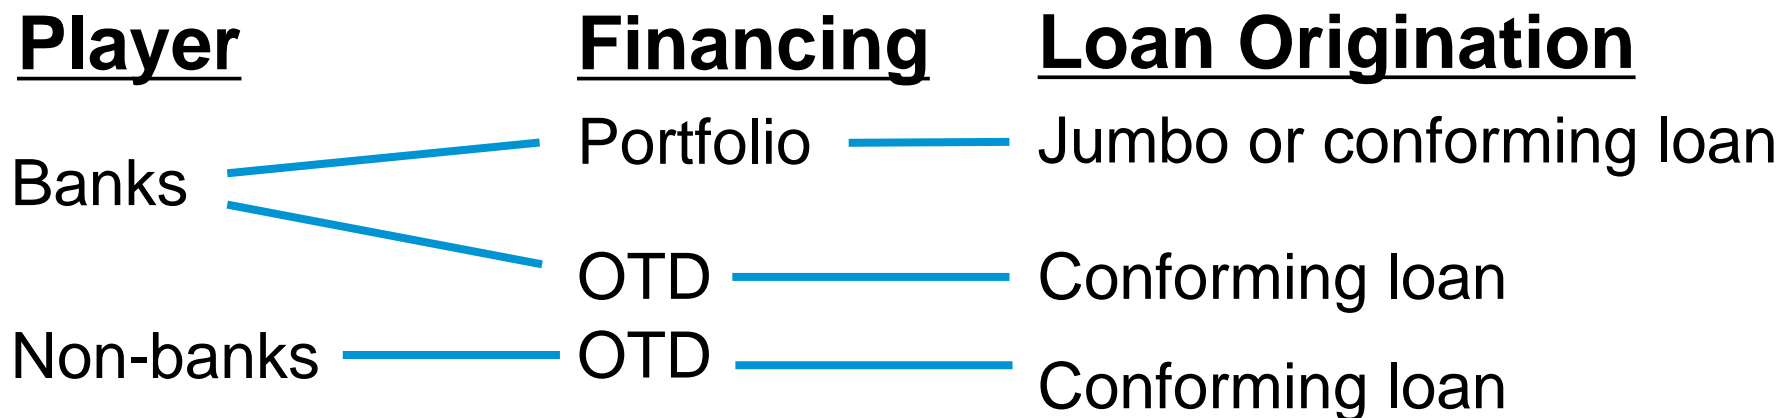 Player Financing Loan Origination
Portfolio Jumbo or conforming loan
Banks
OTD Conforming loan
Non-banks OTD Conforming loan